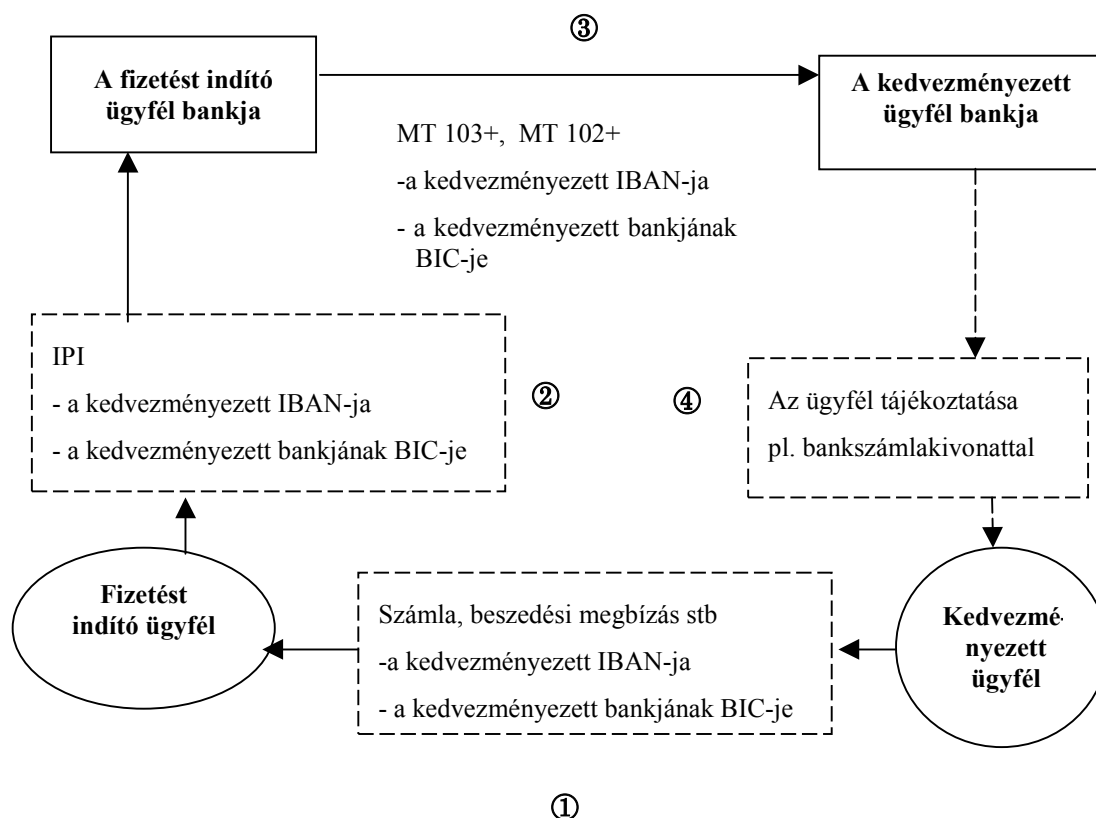 ③
A fizetést indító
ügyfél bankja
A kedvezményezett
ügyfél bankja
MT 103+, MT 102+
-a kedvezményezett IBAN-ja
- a kedvezményezett bankjának
BIC-je
IPI
- a kedvezményezett IBAN-ja
- a kedvezményezett bankjának BIC-je
②
④
Az ügyfél tájékoztatása
pl. bankszámlakivonattal
Fizetést
indító ügyfél
Számla, beszedési megbízás stb
-a kedvezményezett IBAN-ja
- a kedvezményezett bankjának BIC-je
Kedvezmé-
nyezett
ügyfél
①